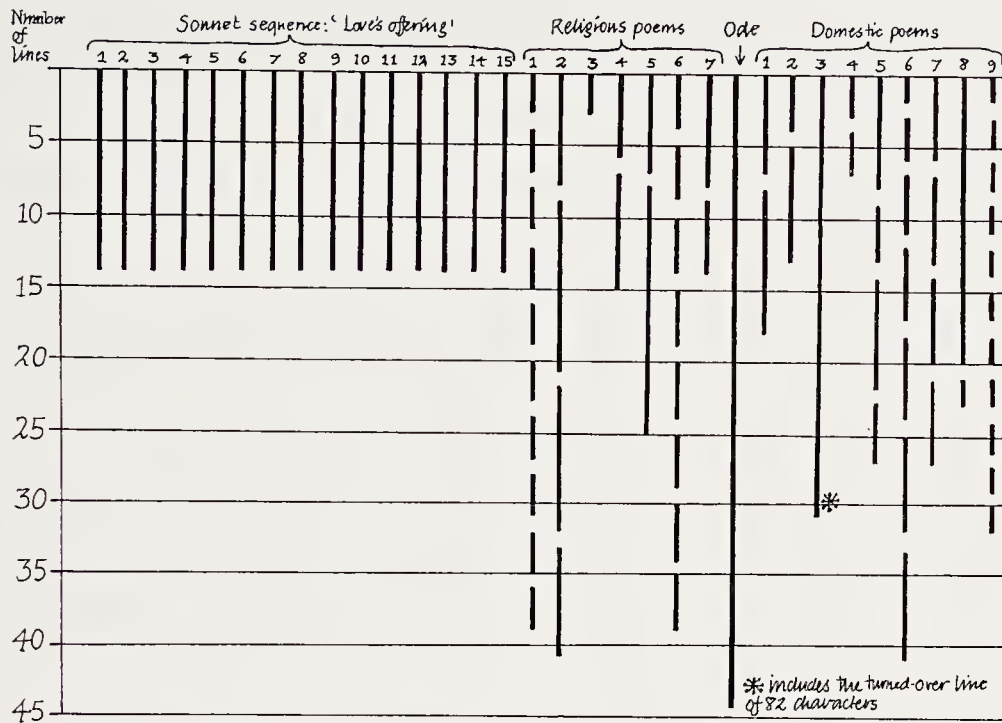 Number
of
lines
Sonnet sequence: 'Love's offering'
Religious poems
Ode
Domestic poems
1 2 3 4 5 6 7 8 9 10 11 12 13 14 15
1 2 3 4 5 6 7
1 2 3 4 5 6 7 8 9
5
10
15
20
25
30
35
40
45
* includes the turned-over line
of 82 characters